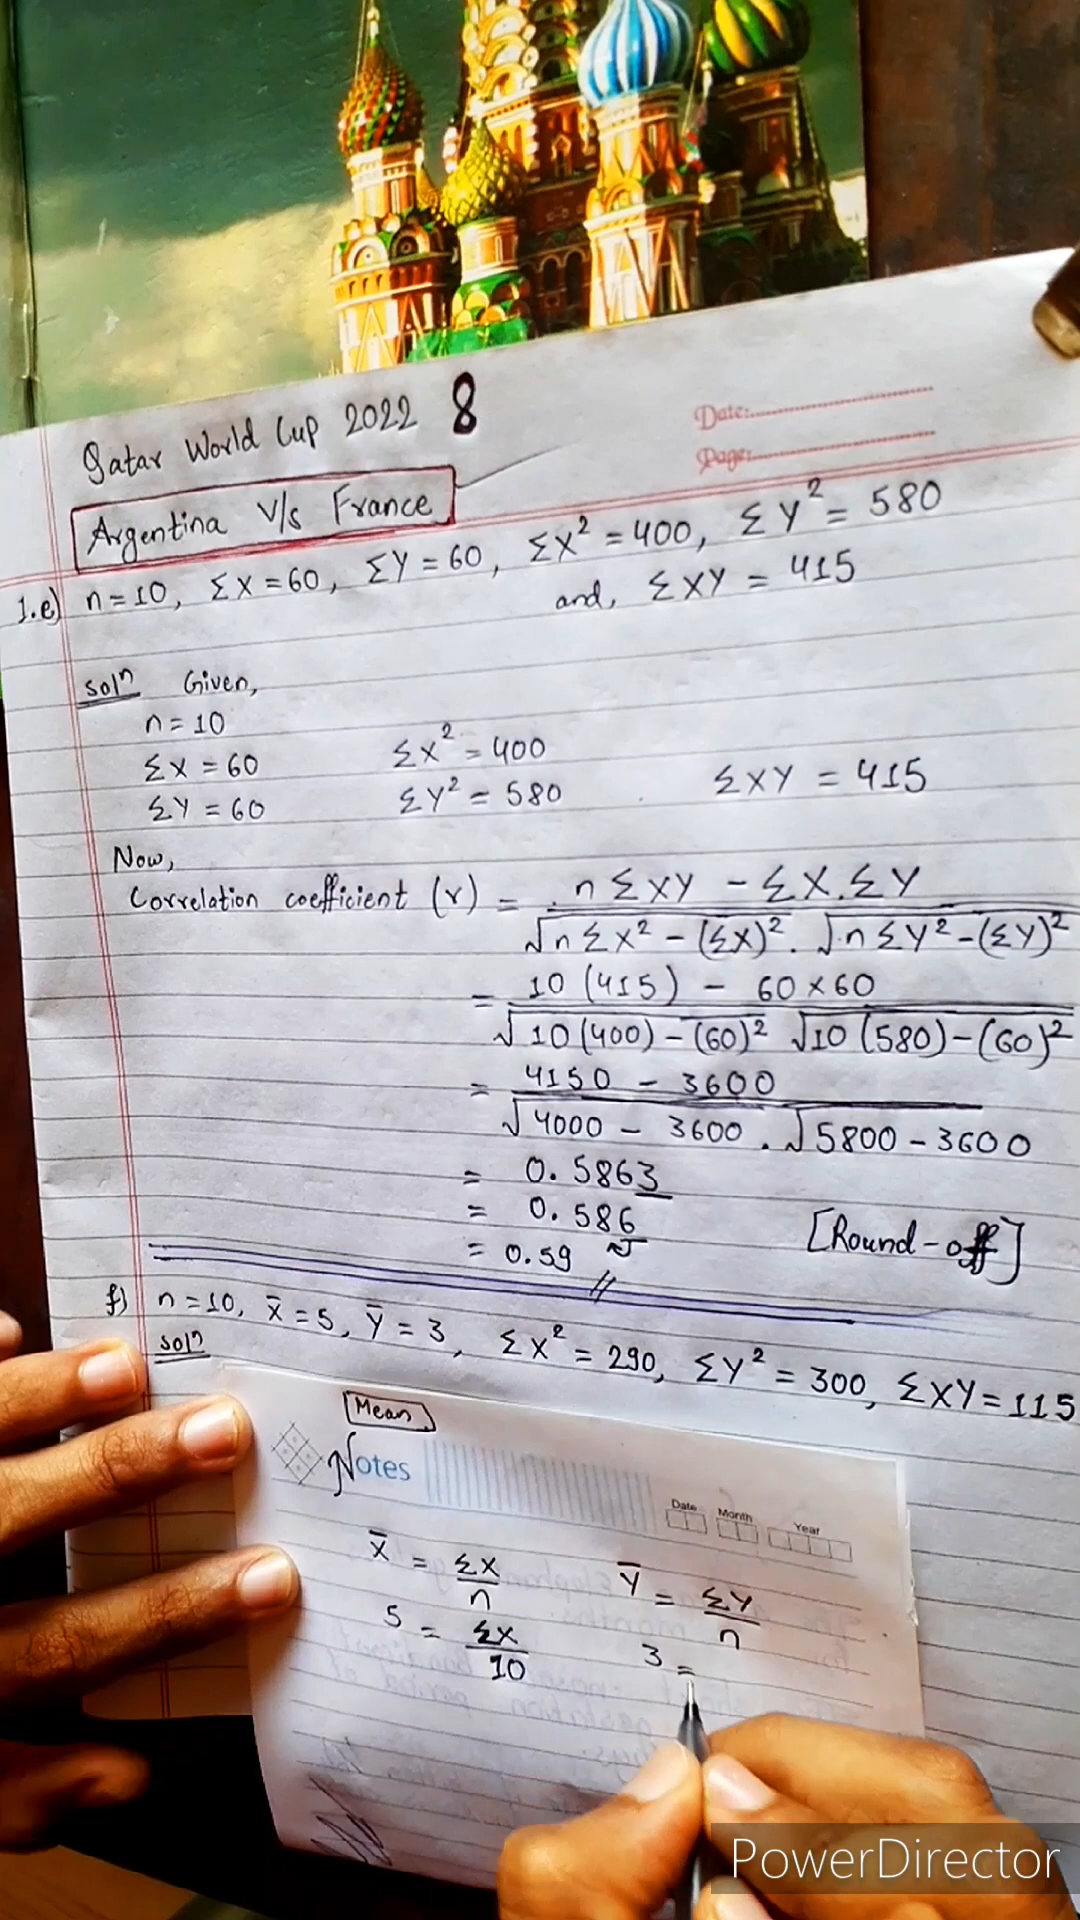 Qatar World Cup 2022 8
Date:
Page:
Argentina V/s France
1.e) n=10, ΣX=60, ΣY=60, ΣX²=400, ΣY²=580
and, ΣXY=415
Solⁿ Given,
n=10
ΣX=60 ΣX²=400
ΣY=60 ΣY²=580 ΣXY=415
Now,
Correlation coefficient (r) = nΣXY - ΣX.ΣY
√nΣX²-(ΣX)². √nΣY²-(ΣY)²
= 10(415) - 60×60
√10(400)-(60)² √10(580)-(60)²
= 4150 - 3600
√4000 - 3600 . √5800 - 3600
= 0.5863
= 0.586
= 0.59 [Round-off]
f) n=10, x̄=5, ȳ=3, ΣX²=290, ΣY²=300, ΣXY=115
Solⁿ
Mean
Notes
Date Month Year
x̄ = ΣX/n ȳ = ΣY/n
5 = ΣX/10 3 =
PowerDirector